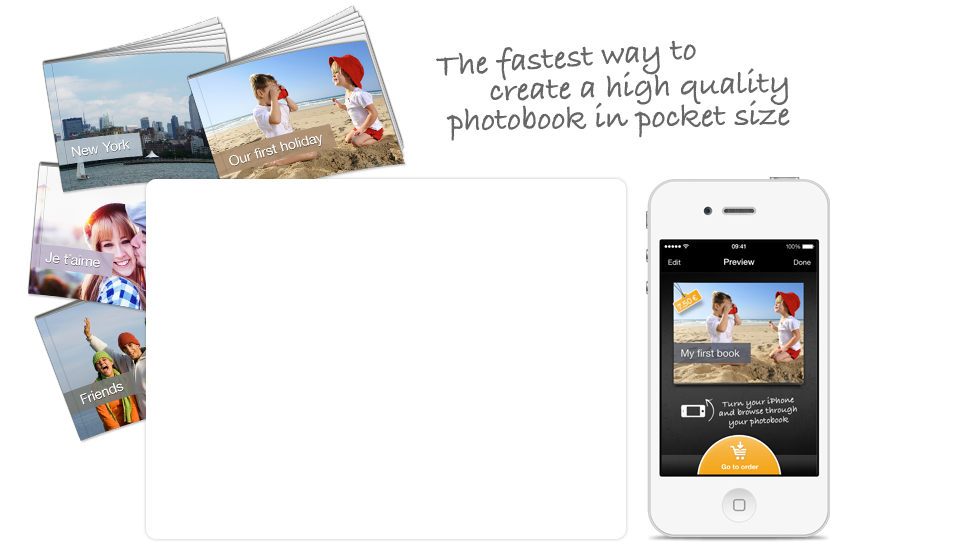 The fastest way to
create a high quality
photobook in pocket size
New York
Our first holiday
Je t'aime
Friends
09:41
100%
Edit
Preview
Done
7.50 €
My first book
Turn your iPhone
and browse through
your photobook
Go to order